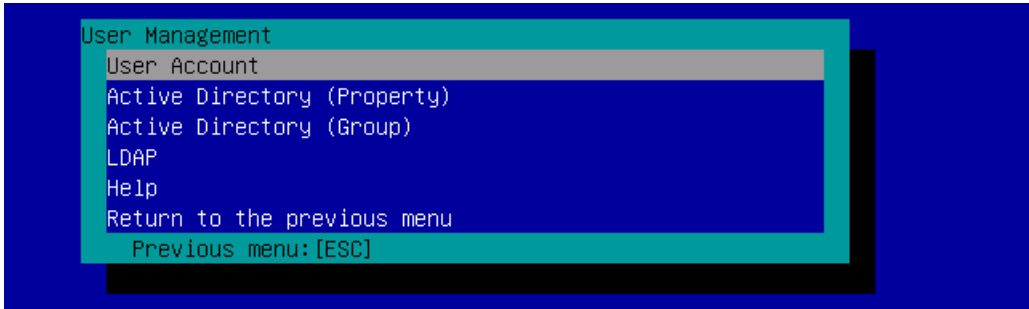 User Management
User Account
Active Directory (Property)
Active Directory (Group)
LDAP
Help
Return to the previous menu
Previous menu:[ESC]